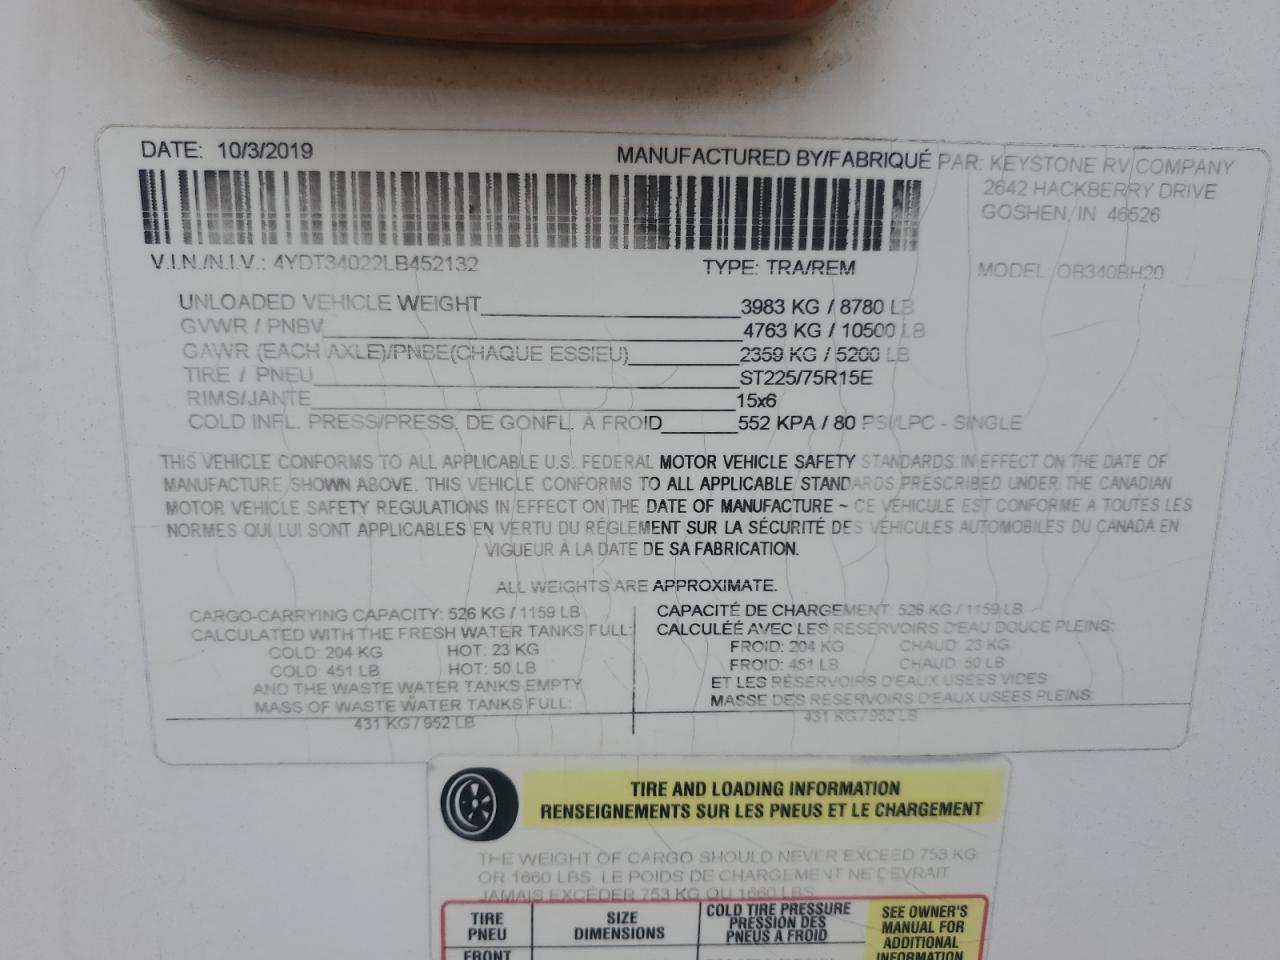 DATE: 10/3/2019
MANUFACTURED BY/FABRIQUÉ PAR: KEYSTONE RV COMPANY
2642 HACKBERRY DRIVE
GOSHEN, IN 46526
V.I.N./N.I.V.: 4YDT34022LB452132 TYPE: TRA/REM MODEL OB340BH20
UNLOADED VEHICLE WEIGHT 3983 KG / 8780 LB
GVWR / PNBV 4763 KG / 10500 LB
GAWR (EACH AXLE)/PNBE(CHAQUE ESSIEU) 2359 KG / 5200 LB
TIRE / PNEU ST225/75R15E
RIMS/JANTE 15x6
COLD INFL. PRESS/PRESS. DE GONFL. À FROID 552 KPA / 80 PSI/LPC - SINGLE
THIS VEHICLE CONFORMS TO ALL APPLICABLE U.S. FEDERAL MOTOR VEHICLE SAFETY STANDARDS IN EFFECT ON THE DATE OF
MANUFACTURE SHOWN ABOVE. THIS VEHICLE CONFORMS TO ALL APPLICABLE STANDARDS PRESCRIBED UNDER THE CANADIAN
MOTOR VEHICLE SAFETY REGULATIONS IN EFFECT ON THE DATE OF MANUFACTURE ~ CE VÉHICULE EST CONFORME À TOUTES LES
NORMES QUI LUI SONT APPLICABLES EN VERTU DU RÈGLEMENT SUR LA SÉCURITÉ DES VÉHICULES AUTOMOBILES DU CANADA EN
VIGUEUR À LA DATE DE SA FABRICATION.
ALL WEIGHTS ARE APPROXIMATE.
CARGO-CARRYING CAPACITY: 526 KG / 1159 LB
CALCULATED WITH THE FRESH WATER TANKS FULL:
COLD: 204 KG HOT: 23 KG
COLD: 451 LB HOT: 50 LB
AND THE WASTE WATER TANKS EMPTY
MASS OF WASTE WATER TANKS FULL:
431 KG / 952 LB
CAPACITÉ DE CHARGEMENT: 526 KG / 1159 LB
CALCULÉE AVEC LES RÉSERVOIRS D'EAU DOUCE PLEINS:
FROID: 204 KG CHAUD: 23 KG
FROID: 451 LB CHAUD: 50 LB
ET LES RÉSERVOIRS D'EAUX USÉES VIDES
MASSE DES RÉSERVOIRS D'EAUX USÉES PLEINS:
431 KG / 952 LB
TIRE AND LOADING INFORMATION
RENSEIGNEMENTS SUR LES PNEUS ET LE CHARGEMENT
THE WEIGHT OF CARGO SHOULD NEVER EXCEED 753 KG
OR 1660 LBS. LE POIDS DE CHARGEMENT NE DEVRAIT
JAMAIS EXCÉDER 753 KG OU 1660 LBS
TIRE
PNEU
SIZE
DIMENSIONS
COLD TIRE PRESSURE
PRESSION DES
PNEUS À FROID
SEE OWNER'S
MANUAL FOR
ADDITIONAL
INFORMATION
FRONT